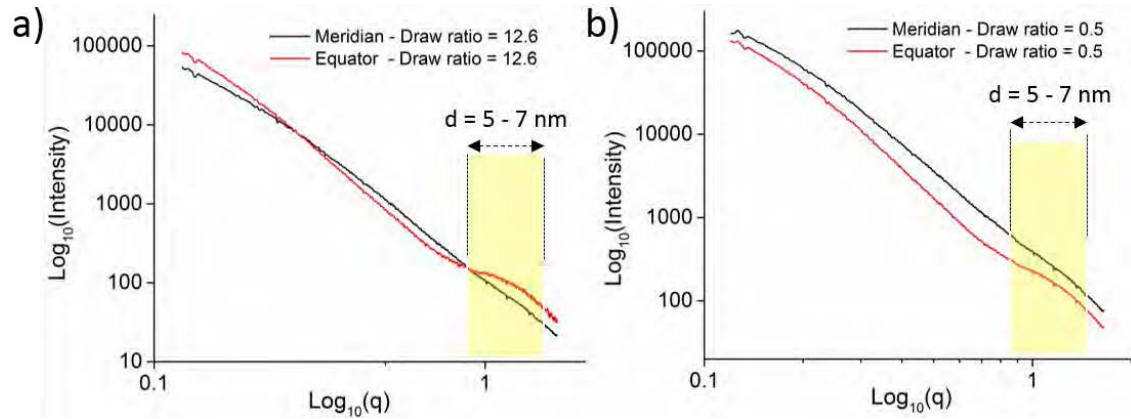 a)
Meridian - Draw ratio = 12.6
Equator - Draw ratio = 12.6
d = 5 - 7 nm
100000
10000
1000
100
10
0.1
1
Log10(Intensity)
Log10(q)
b)
Meridian - Draw ratio = 0.5
Equator - Draw ratio = 0.5
d = 5 - 7 nm
100000
10000
1000
100
0.1
1
Log10(Intensity)
Log10(q)